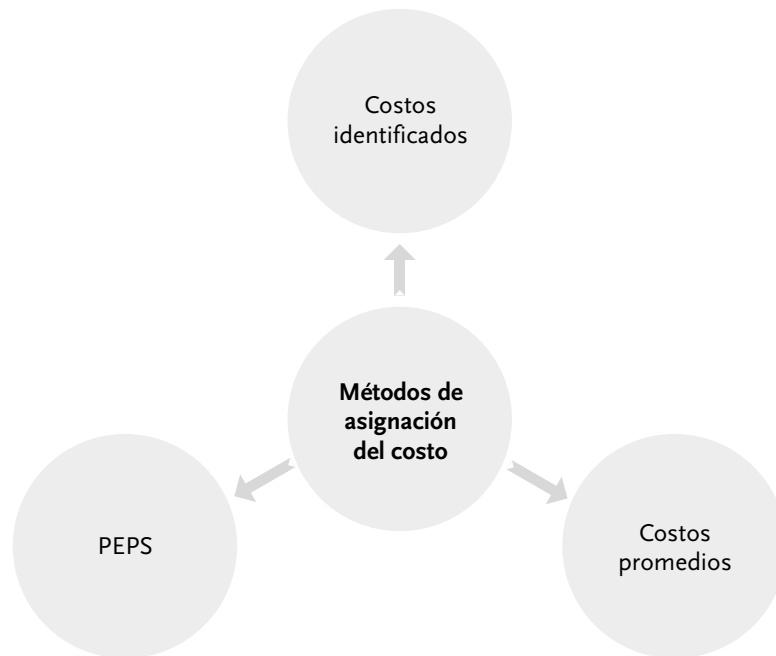 Costos
identificados
Métodos de
asignación
del costo
PEPS
Costos
promedios